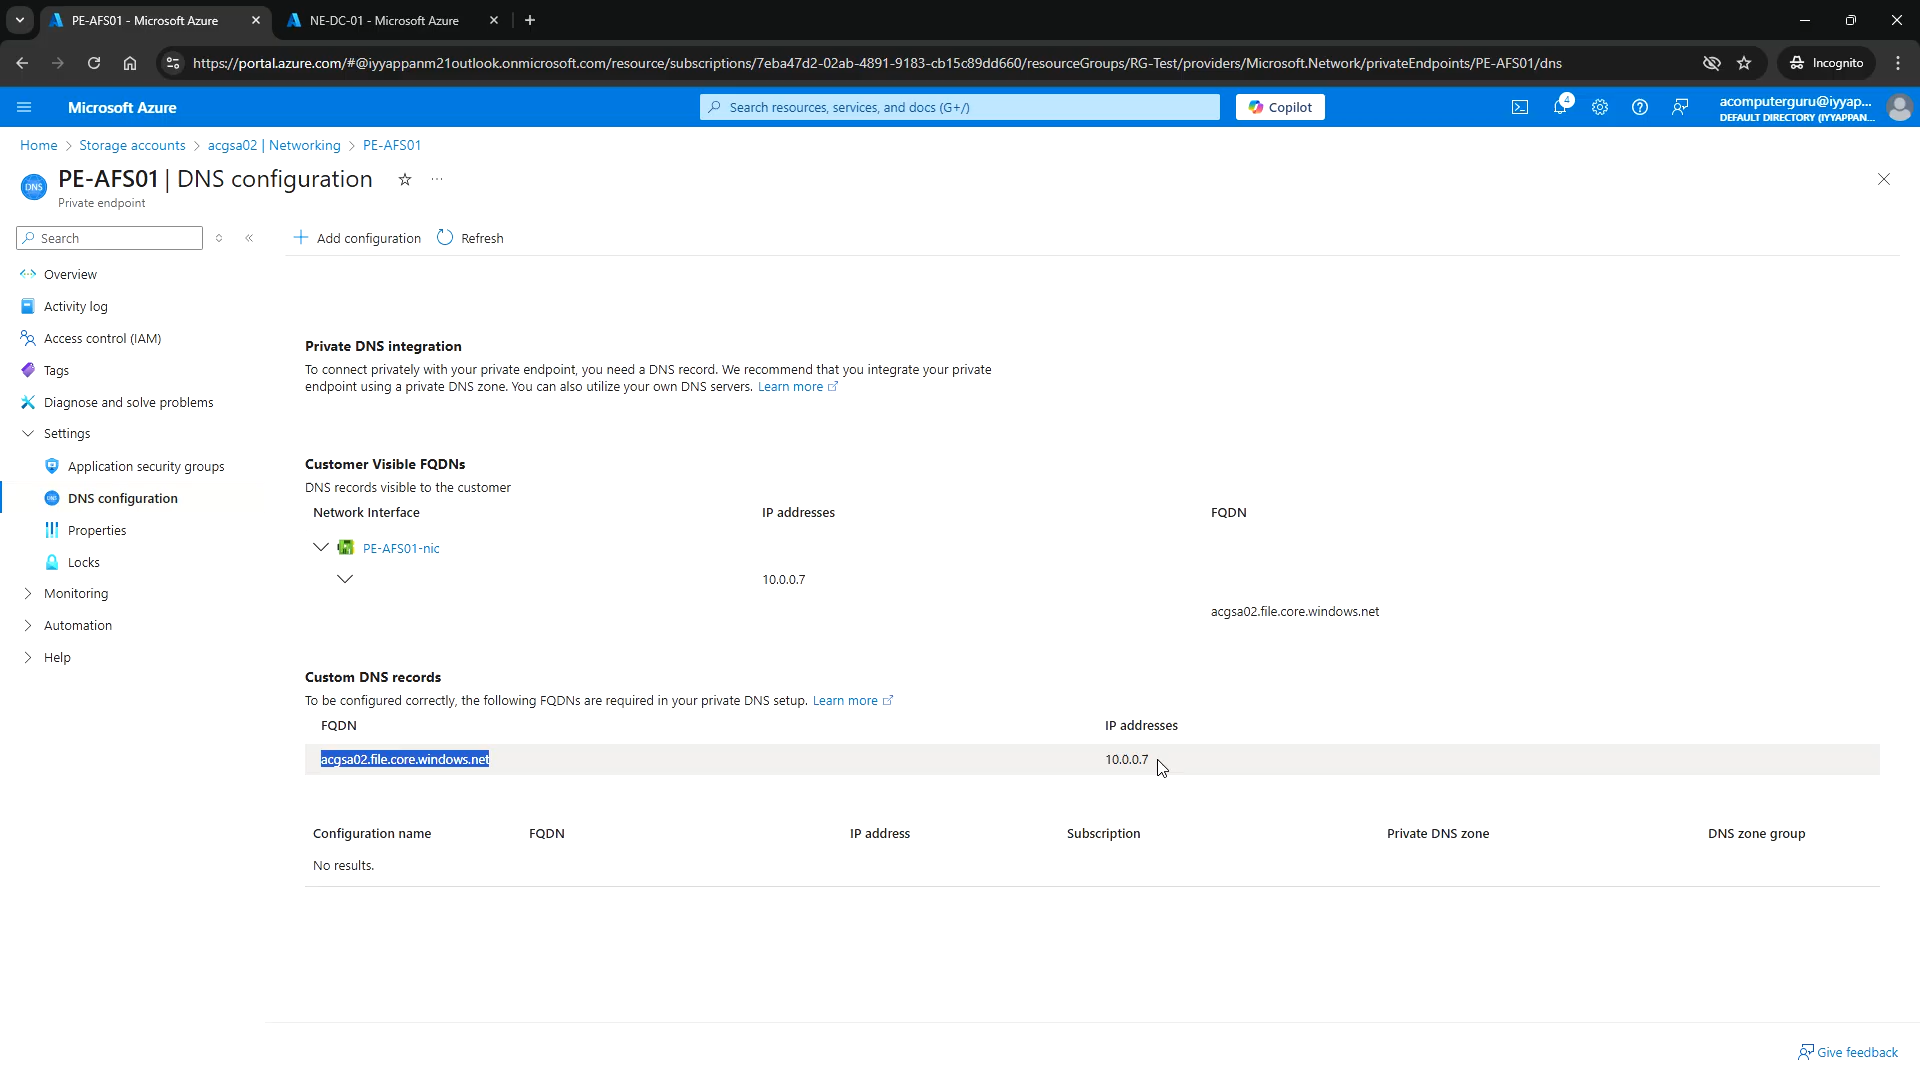 PE-AFS01 - Microsoft Azure
NE-DC-01 - Microsoft Azure
https://portal.azure.com/#@iyyappanm21outlook.onmicrosoft.com/resource/subscriptions/7eba47d2-02ab-4891-9183-cb15c89dd660/resourceGroups/RG-Test/providers/Microsoft.Network/privateEndpoints/PE-AFS01/dns
Incognito
Microsoft Azure
Search resources, services, and docs (G+/)
Copilot
4
acomputerguru@iyyap...
DEFAULT DIRECTORY (IYYAPPAN...
Home > Storage accounts > acgsa02 | Networking > PE-AFS01
DNS
PE-AFS01 | DNS configuration
Private endpoint
Search
Add configuration
Refresh
Overview
Activity log
Access control (IAM)
Tags
Diagnose and solve problems
Settings
Application security groups
DNS configuration
Properties
Locks
Monitoring
Automation
Help
Private DNS integration
To connect privately with your private endpoint, you need a DNS record. We recommend that you integrate your private
endpoint using a private DNS zone. You can also utilize your own DNS servers. Learn more
Customer Visible FQDNs
DNS records visible to the customer
Network Interface IP addresses FQDN
PE-AFS01-nic
10.0.0.7
acgsa02.file.core.windows.net
Custom DNS records
To be configured correctly, the following FQDNs are required in your private DNS setup. Learn more
FQDN IP addresses
acgsa02.file.core.windows.net 10.0.0.7
Configuration name FQDN IP address Subscription Private DNS zone DNS zone group
No results.
Give feedback